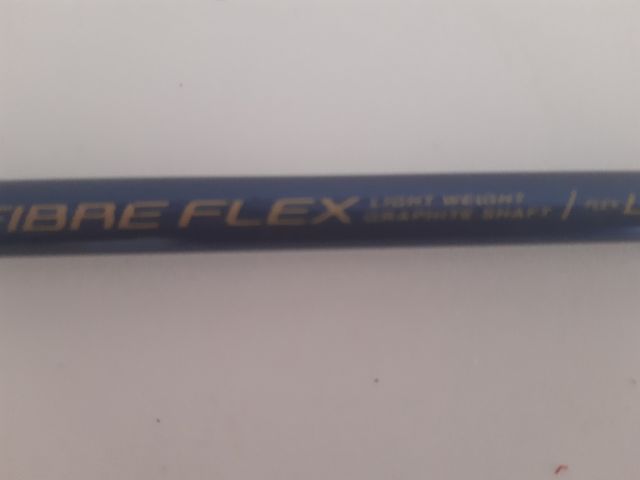 FIBRE FLEX
LIGHT WEIGHT
GRAPHITE SHAFT /